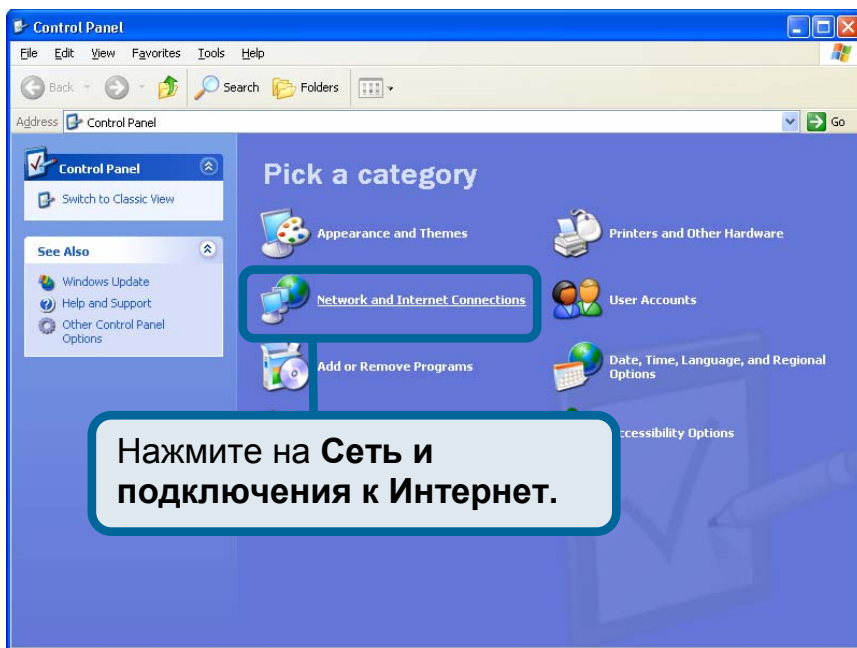 Control Panel
File Edit View Favorites Tools Help
Back Search Folders
Address Control Panel Go
Control Panel
Switch to Classic View
See Also
Windows Update
Help and Support
Other Control Panel
Options
Pick a category
Appearance and Themes
Printers and Other Hardware
Network and Internet Connections
User Accounts
Add or Remove Programs
Date, Time, Language, and Regional
Options
Accessibility Options
Нажмите на Сеть и
подключения к Интернет.